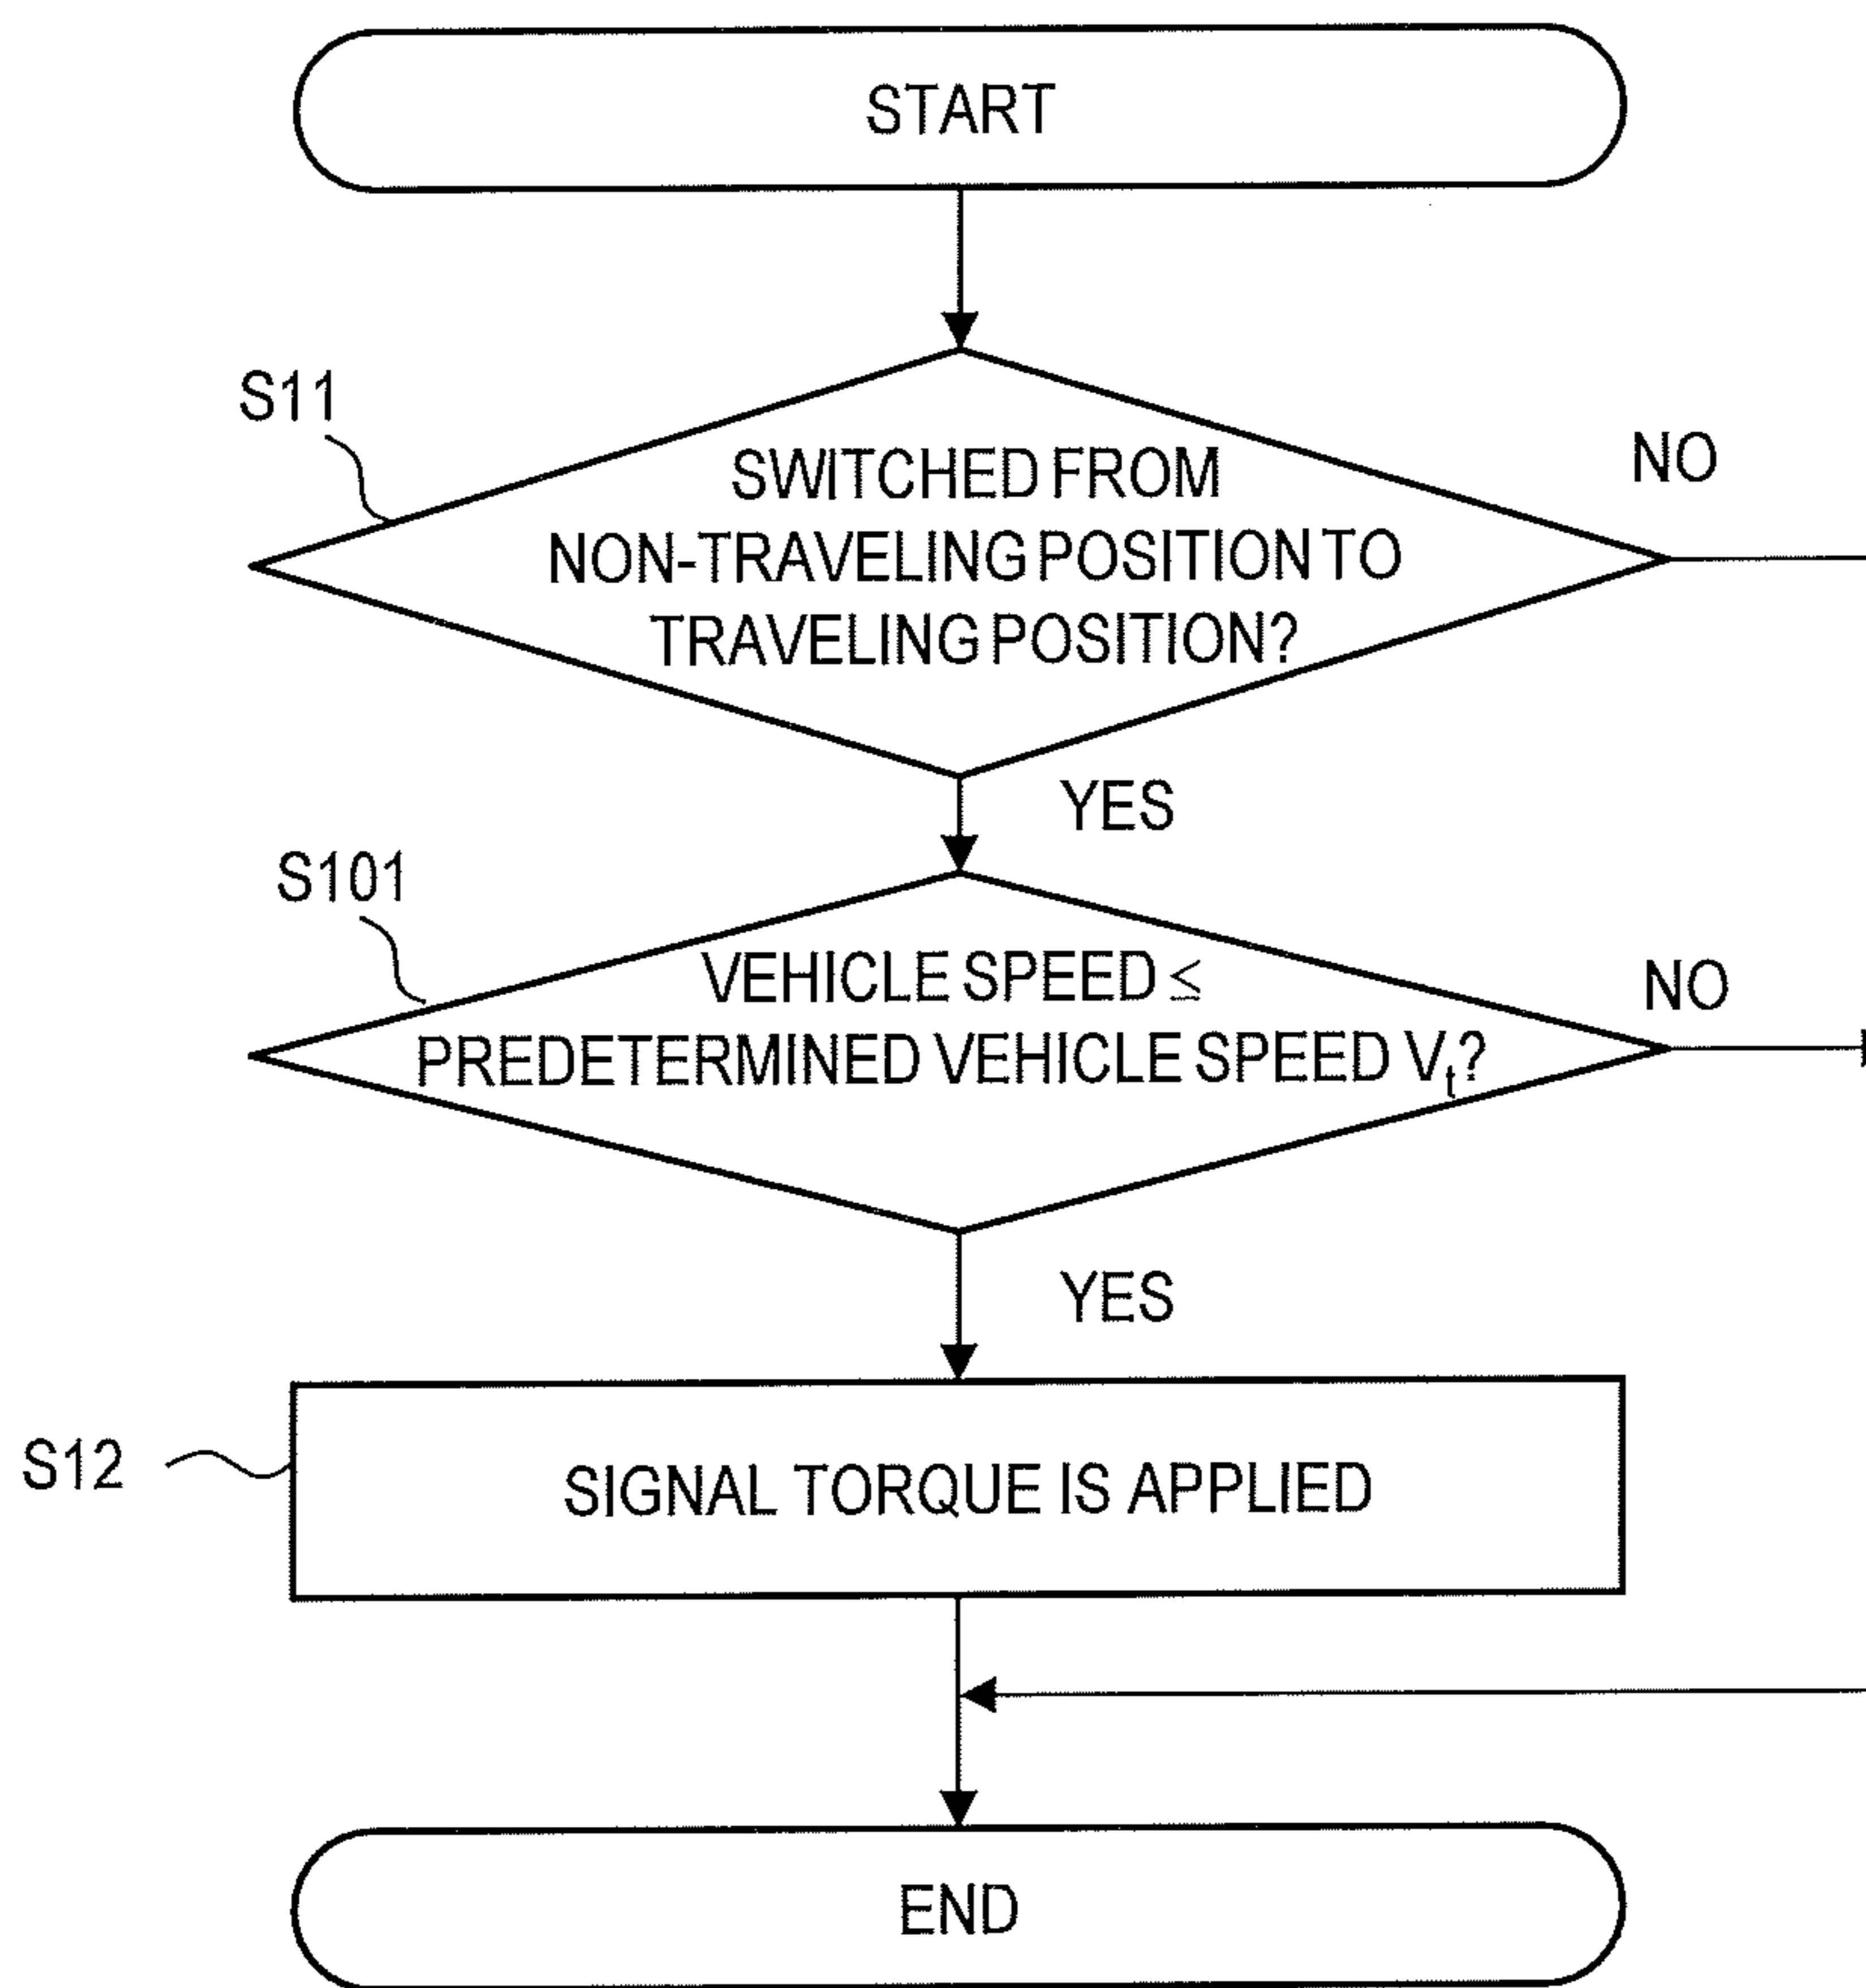 START
S11
SWITCHED FROM
NON-TRAVELING POSITION TO
TRAVELING POSITION?
NO
YES
S101
VEHICLE SPEED ≤
PREDETERMINED VEHICLE SPEED Vt?
NO
YES
S12
SIGNAL TORQUE IS APPLIED
END